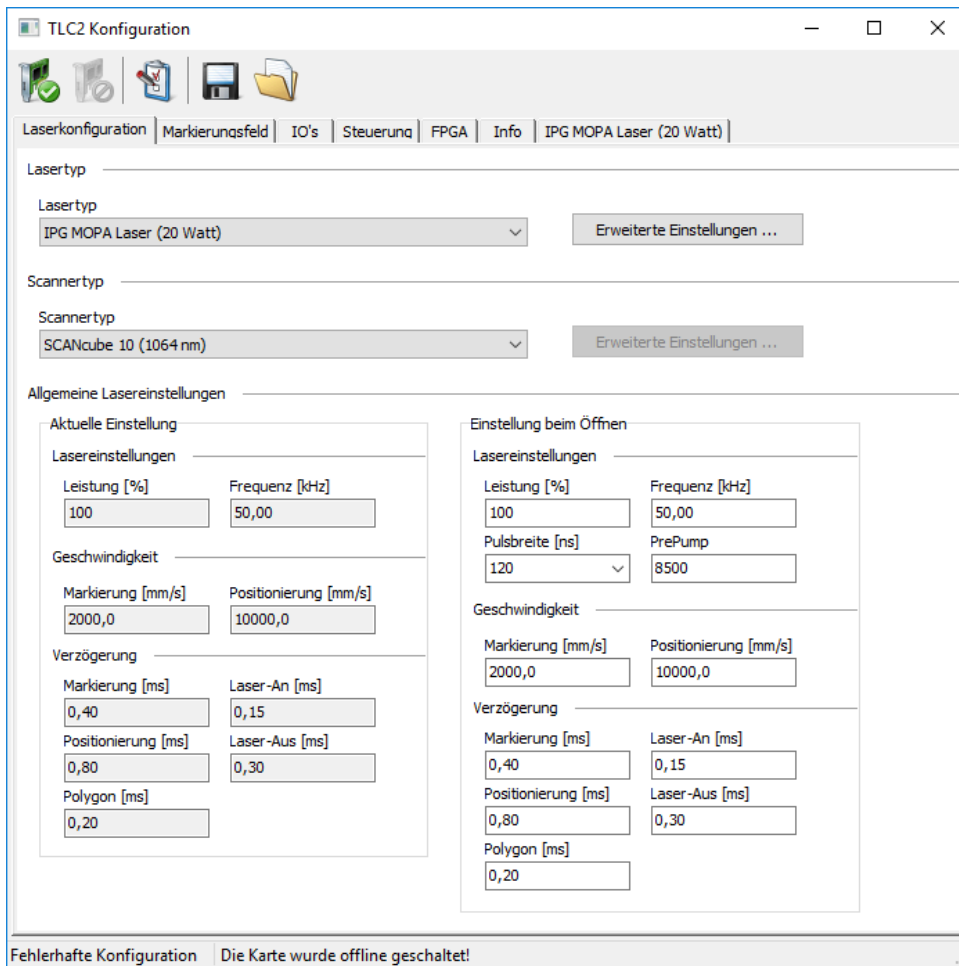 TLC2 Konfiguration
Laserkonfiguration Markierungsfeld IO's Steuerung FPGA Info IPG MOPA Laser (20 Watt)
Lasertyp
Lasertyp
IPG MOPA Laser (20 Watt) Erweiterte Einstellungen ...
Scannertyp
Scannertyp
SCANcube 10 (1064 nm) Erweiterte Einstellungen ...
Allgemeine Lasereinstellungen
Aktuelle Einstellung
Lasereinstellungen
Leistung [%] Frequenz [kHz]
100 50,00
Geschwindigkeit
Markierung [mm/s] Positionierung [mm/s]
2000,0 10000,0
Verzögerung
Markierung [ms] Laser-An [ms]
0,40 0,15
Positionierung [ms] Laser-Aus [ms]
0,80 0,30
Polygon [ms]
0,20
Einstellung beim Öffnen
Lasereinstellungen
Leistung [%] Frequenz [kHz]
100 50,00
Pulsbreite [ns] PrePump
120 8500
Geschwindigkeit
Markierung [mm/s] Positionierung [mm/s]
2000,0 10000,0
Verzögerung
Markierung [ms] Laser-An [ms]
0,40 0,15
Positionierung [ms] Laser-Aus [ms]
0,80 0,30
Polygon [ms]
0,20
Fehlerhafte Konfiguration Die Karte wurde offline geschaltet!